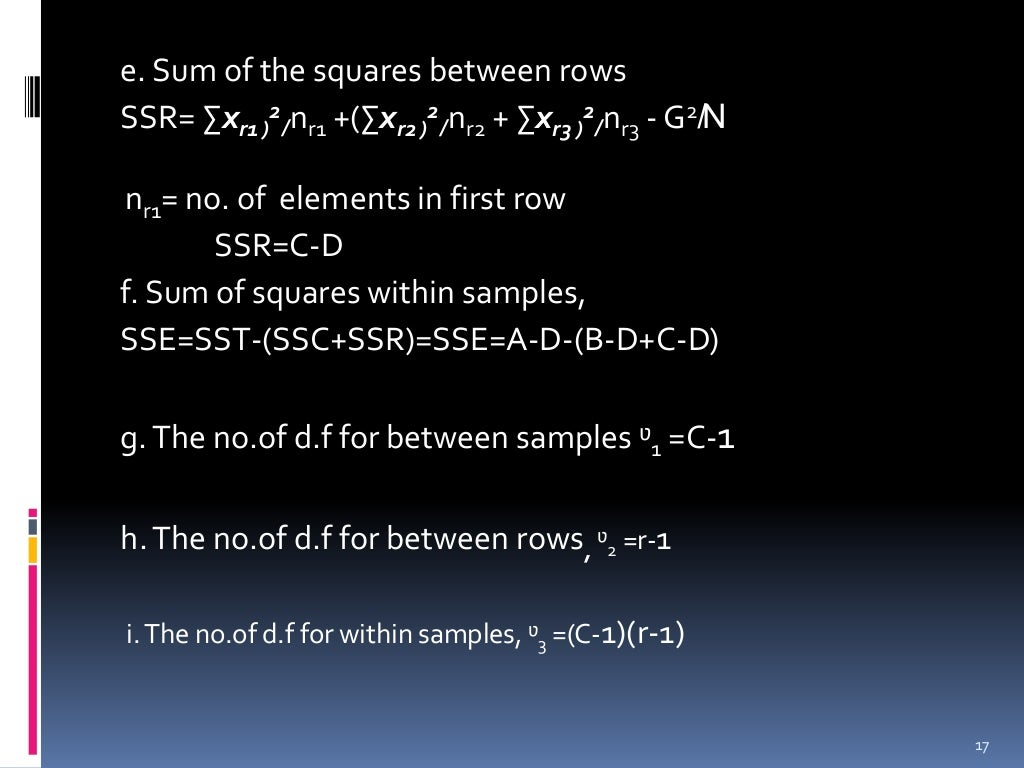 e. Sum of the squares between rows
SSR= ∑xr1)²/nr1 +(∑xr2)²/nr2 + ∑xr3)²/nr3 - G²/N
nr1= no. of elements in first row
SSR=C-D
f. Sum of squares within samples,
SSE=SST-(SSC+SSR)=SSE=A-D-(B-D+C-D)
g. The no.of d.f for between samples ʋ1 =C-1
h. The no.of d.f for between rows, ʋ2 =r-1
i. The no.of d.f for within samples, ʋ3 =(C-1)(r-1)
17